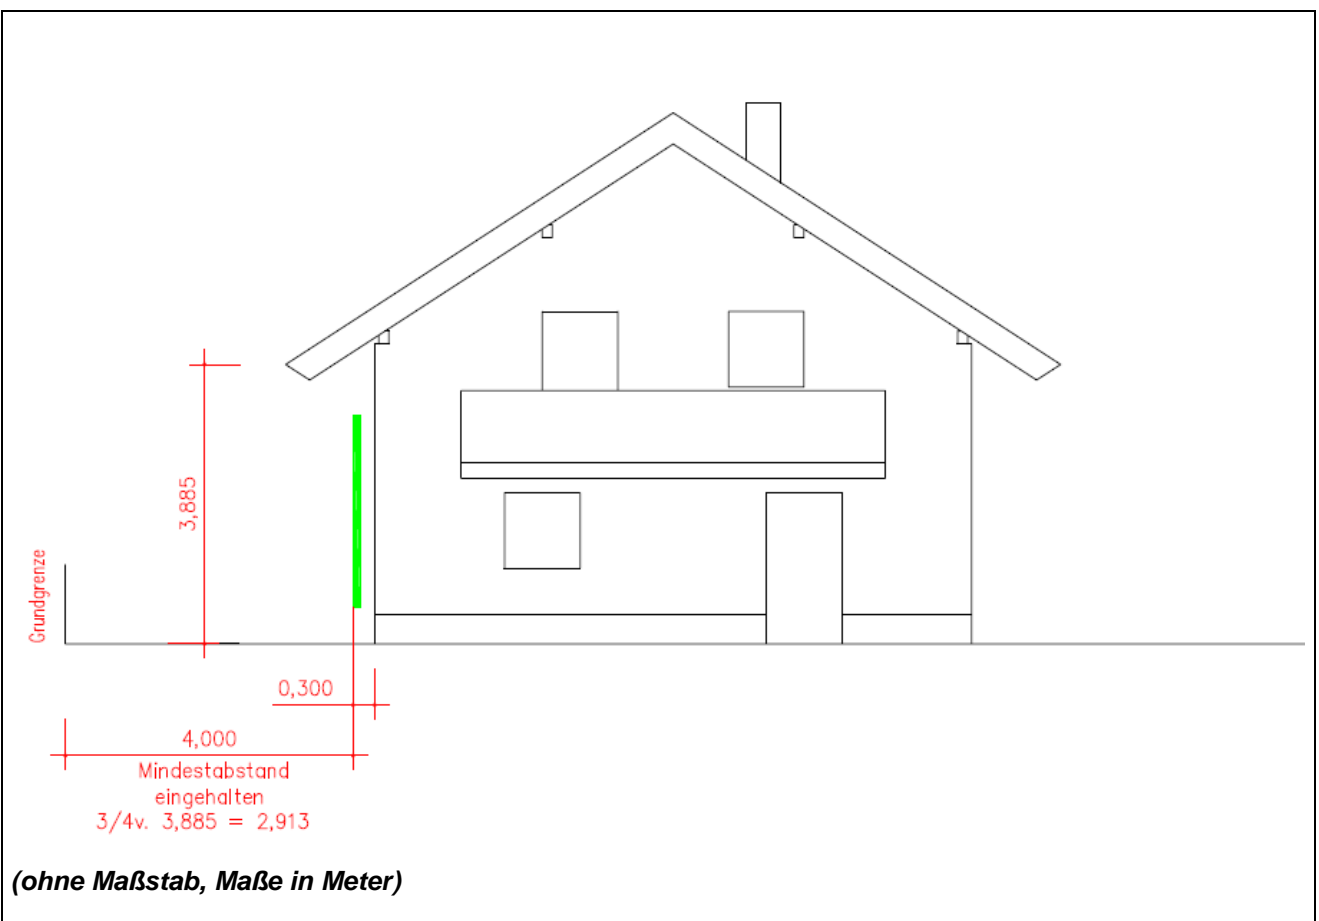 3,885
Grundgrenze
0,300
4,000
Mindestabstand
eingehalten
3/4v. 3,885 = 2,913
(ohne Maßstab, Maße in Meter)